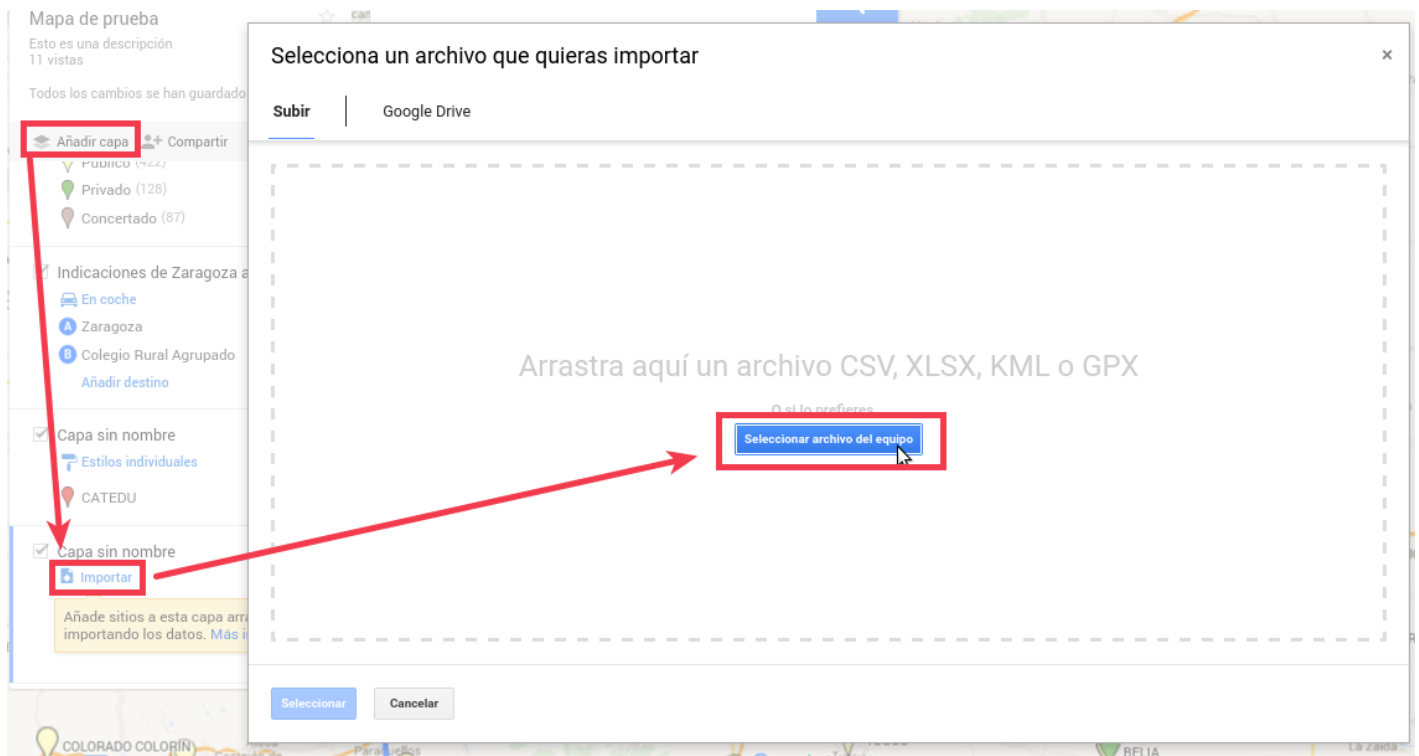 Mapa de prueba
Esto es una descripción
11 vistas
Todos los cambios se han guardado
Añadir capa
Compartir
Público (422)
Privado (128)
Concertado (87)
Indicaciones de Zaragoza a
En coche
A Zaragoza
B Colegio Rural Agrupado
Añadir destino
Capa sin nombre
Estilos individuales
CATEDU
Capa sin nombre
Importar
Añade sitios a esta capa arra
importando los datos. Más i
Selecciona un archivo que quieras importar
×
Subir
Google Drive
Arrastra aquí un archivo CSV, XLSX, KML o GPX
O si lo prefieres
Seleccionar archivo del equipo
Seleccionar
Cancelar
COLORADO COLORÍN
Paracuellos
BELIA
La Zaida